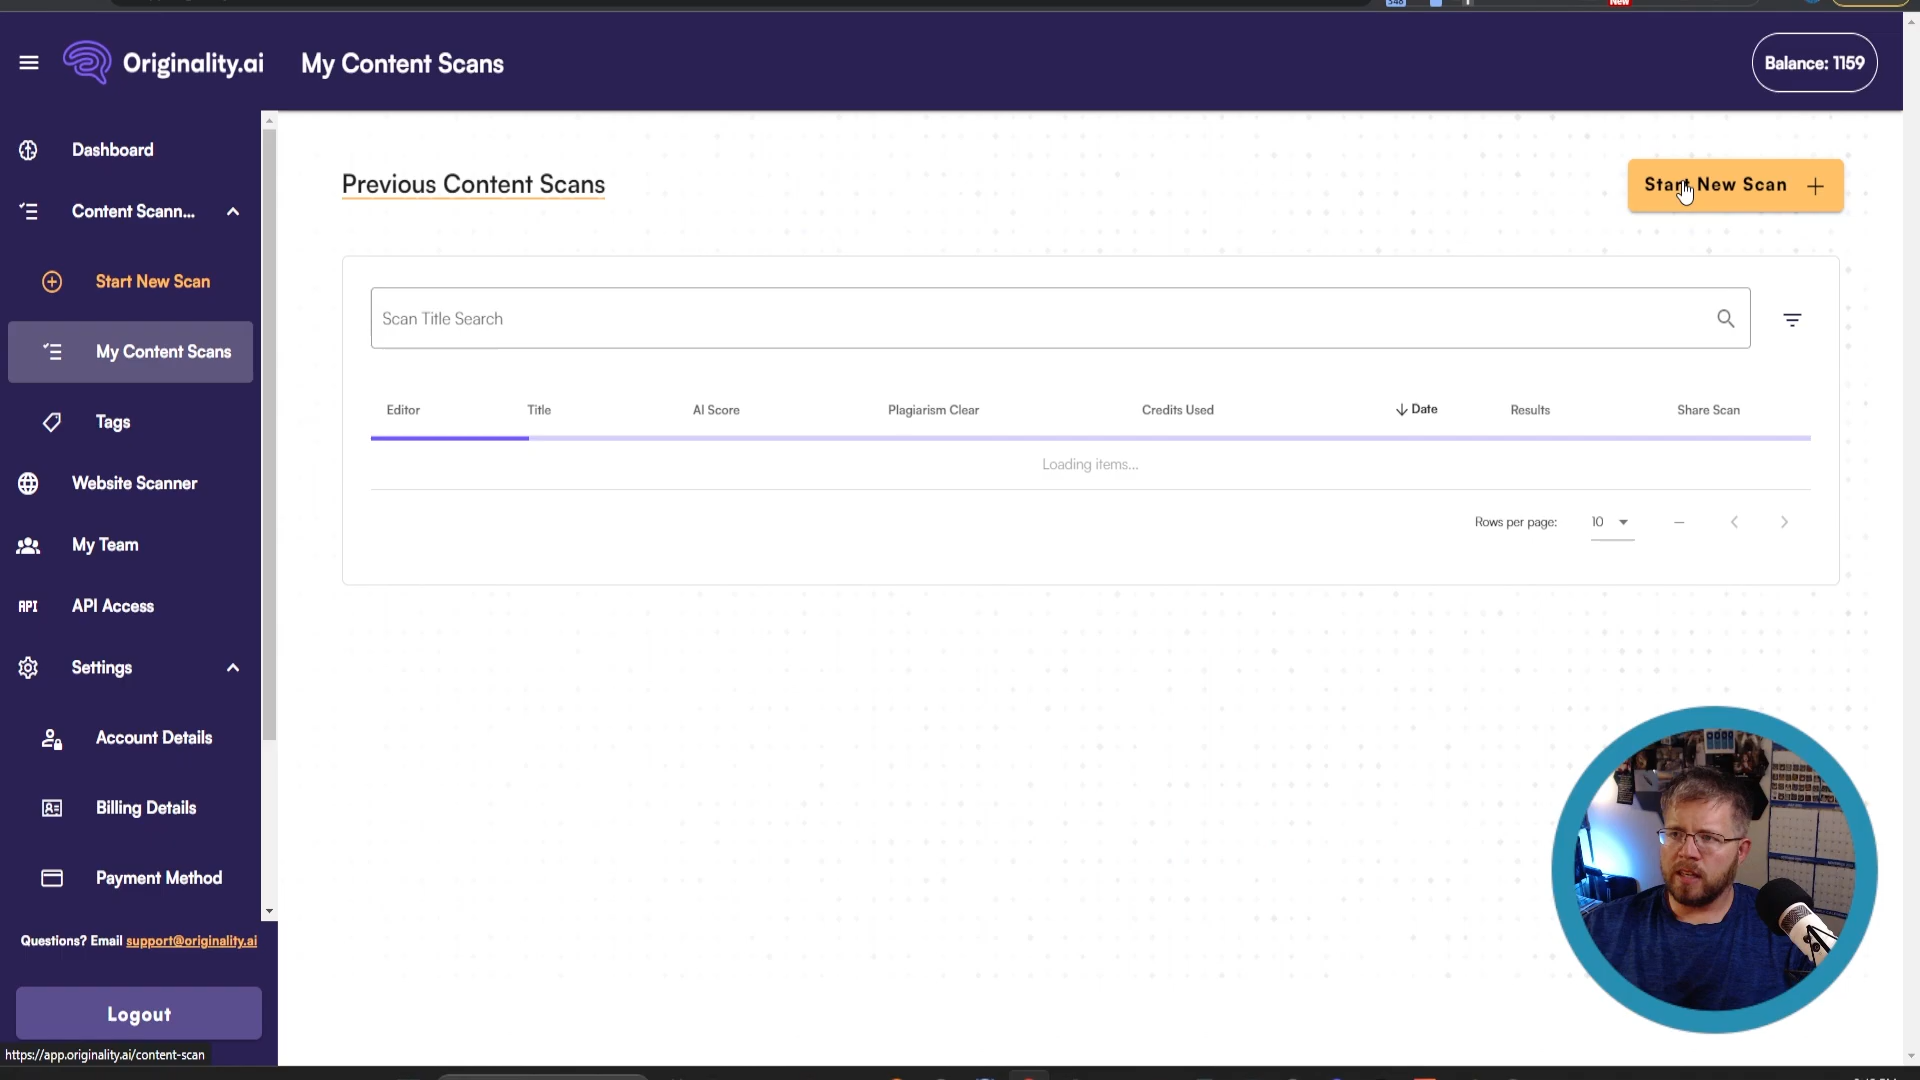 Originality.ai
My Content Scans
Balance: 1159
New
Dashboard
Content Scann...
Start New Scan
My Content Scans
Tags
Website Scanner
My Team
API
API Access
Settings
Account Details
Billing Details
Payment Method
Questions? Email support@originality.ai
Logout
https://app.originality.ai/content-scan
Previous Content Scans
Start New Scan
Scan Title Search
Editor Title AI Score Plagiarism Clear Credits Used Date Results Share Scan
Loading items...
Rows per page: 10 –